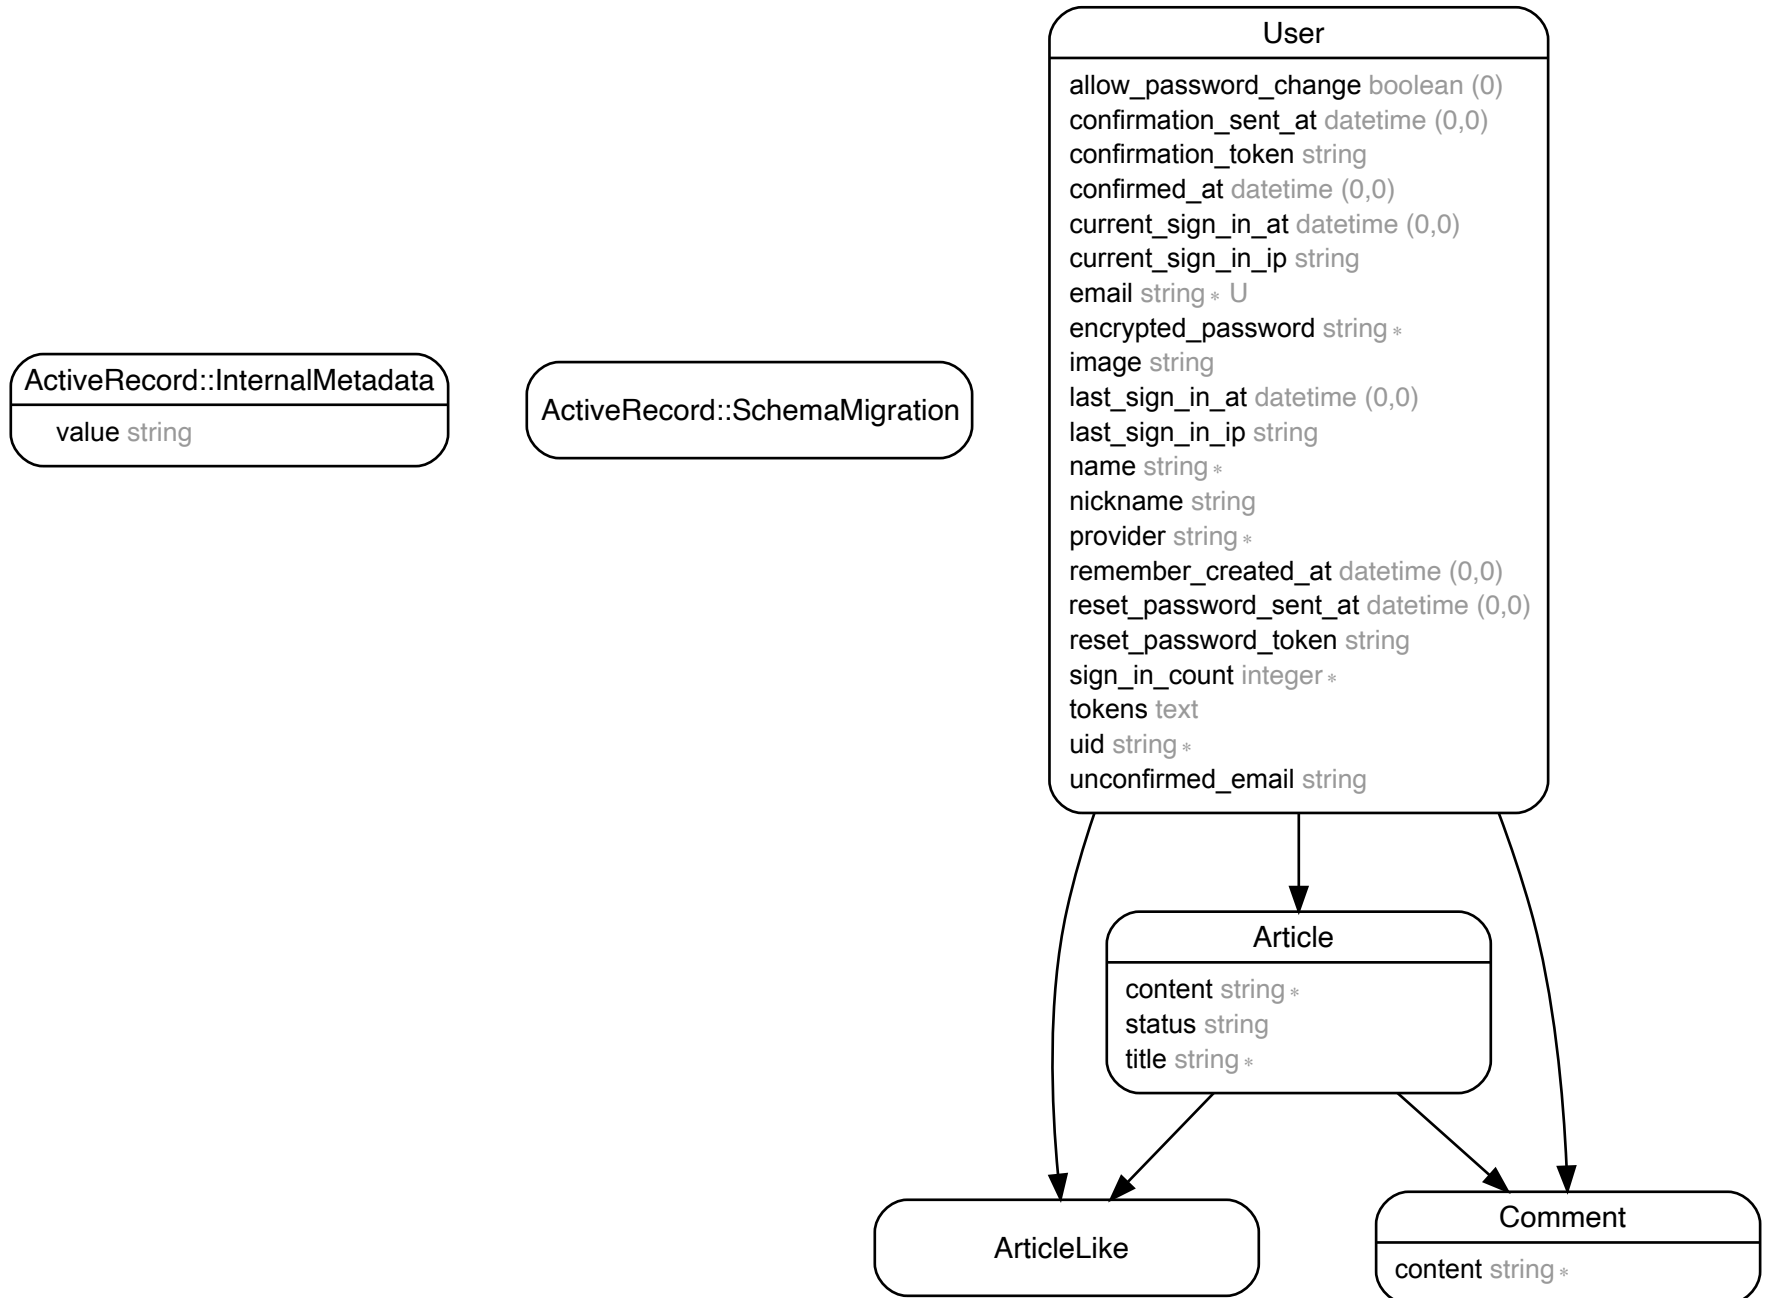 User
allow_password_change boolean (0)
confirmation_sent_at datetime (0,0)
confirmation_token string
confirmed_at datetime (0,0)
current_sign_in_at datetime (0,0)
current_sign_in_ip string
email string * U
encrypted_password string *
image string
last_sign_in_at datetime (0,0)
last_sign_in_ip string
name string *
nickname string
provider string *
remember_created_at datetime (0,0)
reset_password_sent_at datetime (0,0)
reset_password_token string
sign_in_count integer *
tokens text
uid string *
unconfirmed_email string
ActiveRecord::InternalMetadata
value string
ActiveRecord::SchemaMigration
Article
content string *
status string
title string *
ArticleLike
Comment
content string *